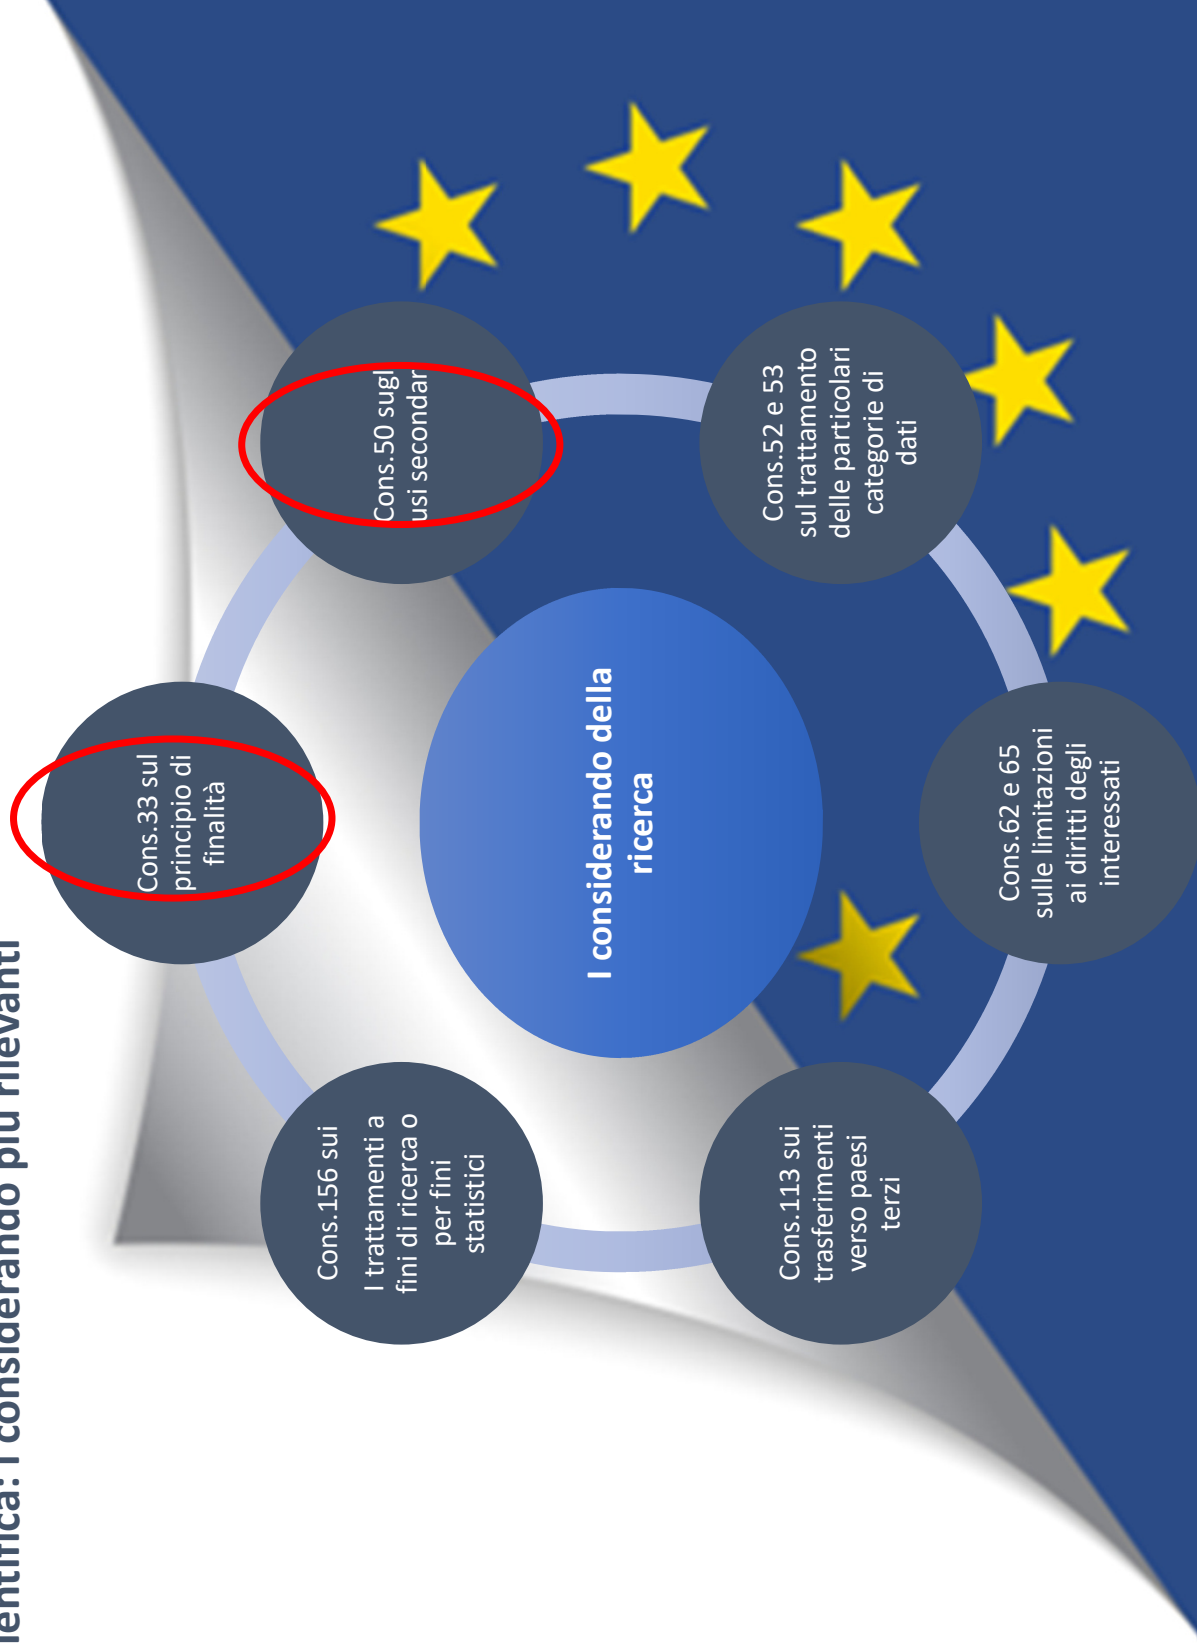 entifica: I considerando più rilevanti
Cons.33 sul
principio di
finalità
Cons.50 sugl
usi secondar
Cons.52 e 53
sul trattamento
delle particolari
categorie di
dati
Cons.62 e 65
sulle limitazioni
ai diritti degli
interessati
Cons.113 sui
trasferimenti
verso paesi
terzi
Cons.156 sui
I trattamenti a
fini di ricerca o
per fini
statistici
I considerando della
ricerca